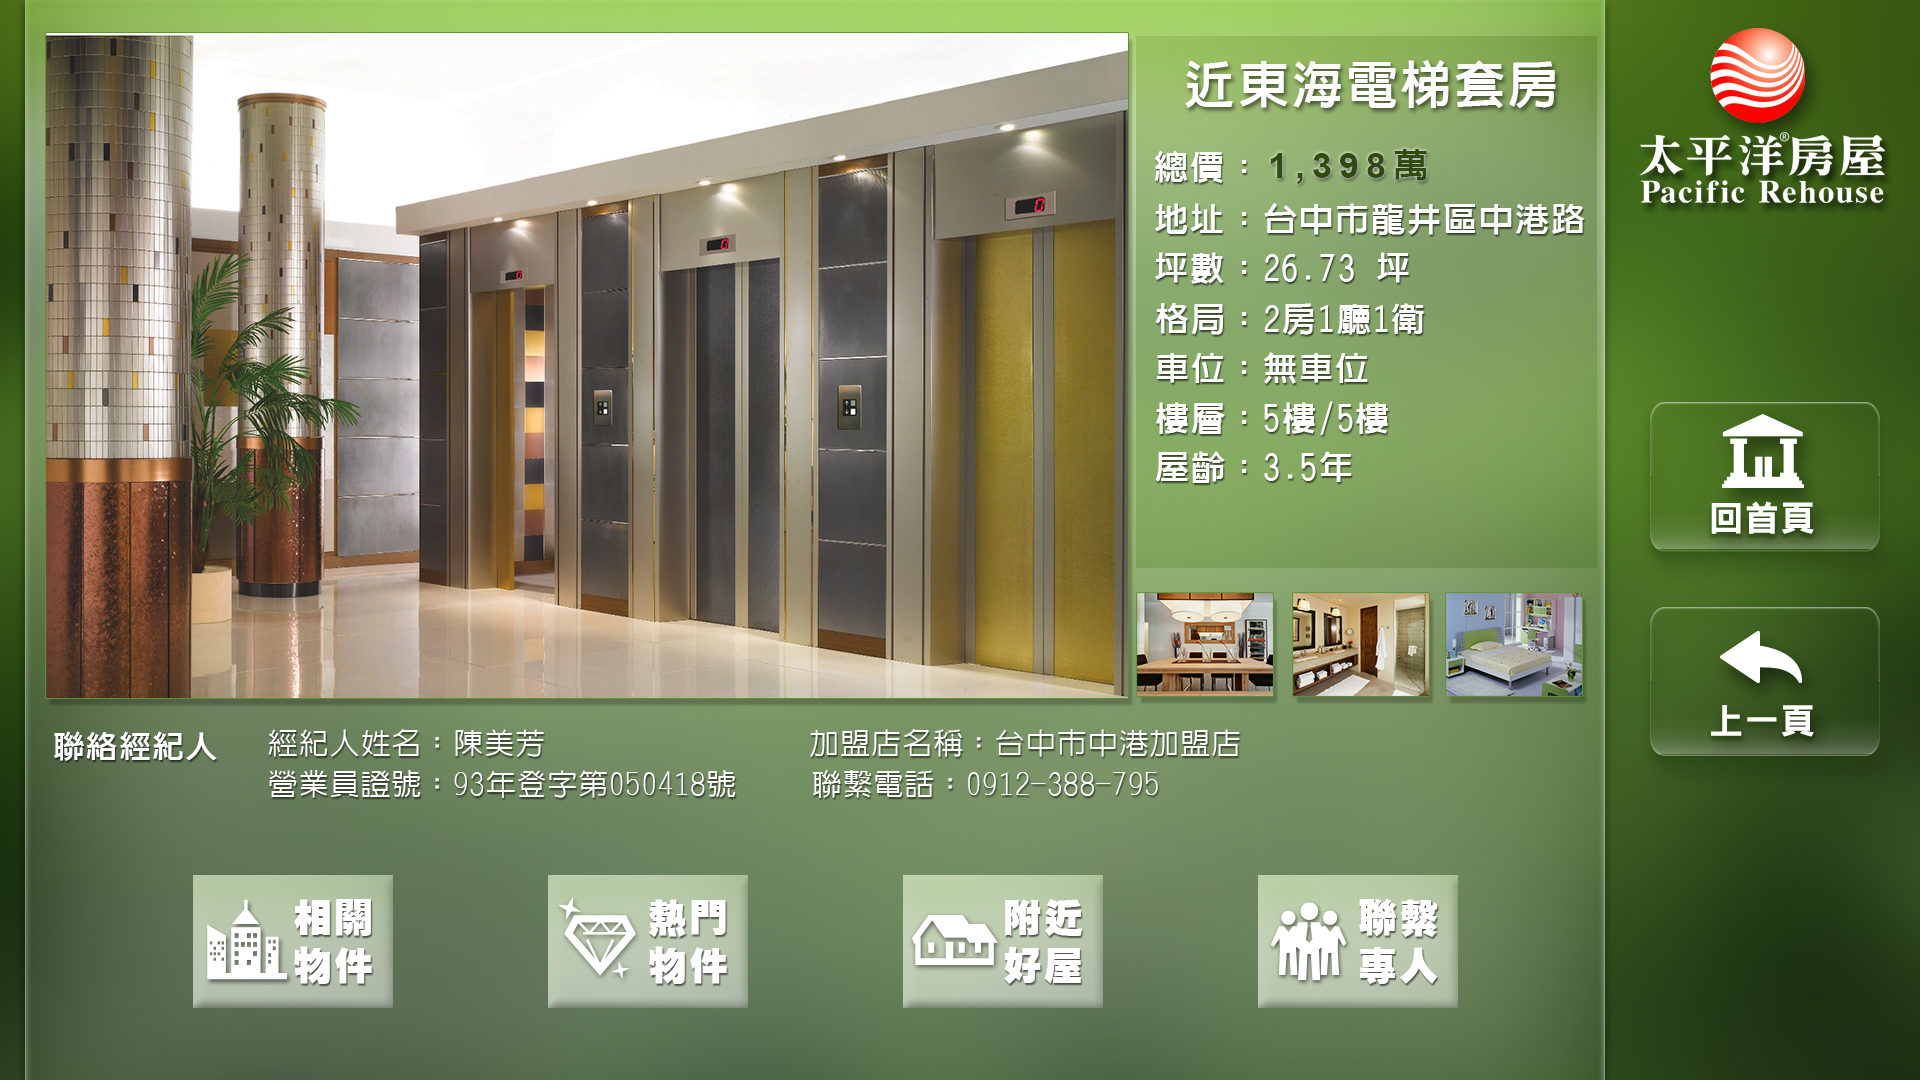 近東海電梯套房
總價：1,398萬
地址：台中市龍井區中港路
坪數：26.73 坪
格局：2房1廳1衛
車位：無車位
樓層：5樓/5樓
屋齡：3.5年
太平洋房屋®
Pacific Rehouse
回首頁
上一頁
聯絡經紀人
經紀人姓名：陳美芳
營業員證號：93年登字第050418號
加盟店名稱：台中市中港加盟店
聯繫電話：0912-388-795
相關
物件
熱門
物件
附近
好屋
聯繫
專人